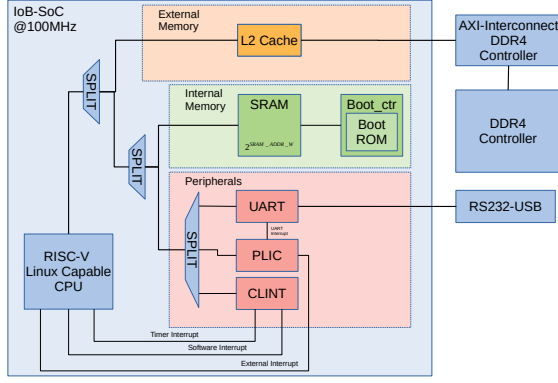 IoB-SoC
@100MHz
External
Memory
L2 Cache
AXI-Interconnect
DDR4
Controller
SPLIT
Internal
Memory
SRAM
2^SRAM_ADDR_W
Boot_ctr
Boot
ROM
DDR4
Controller
SPLIT
Peripherals
UART
RS232-USB
UART
Interrupt
SPLIT
PLIC
RISC-V
Linux Capable
CPU
CLINT
Timer Interrupt
Software Interrupt
External Interrupt